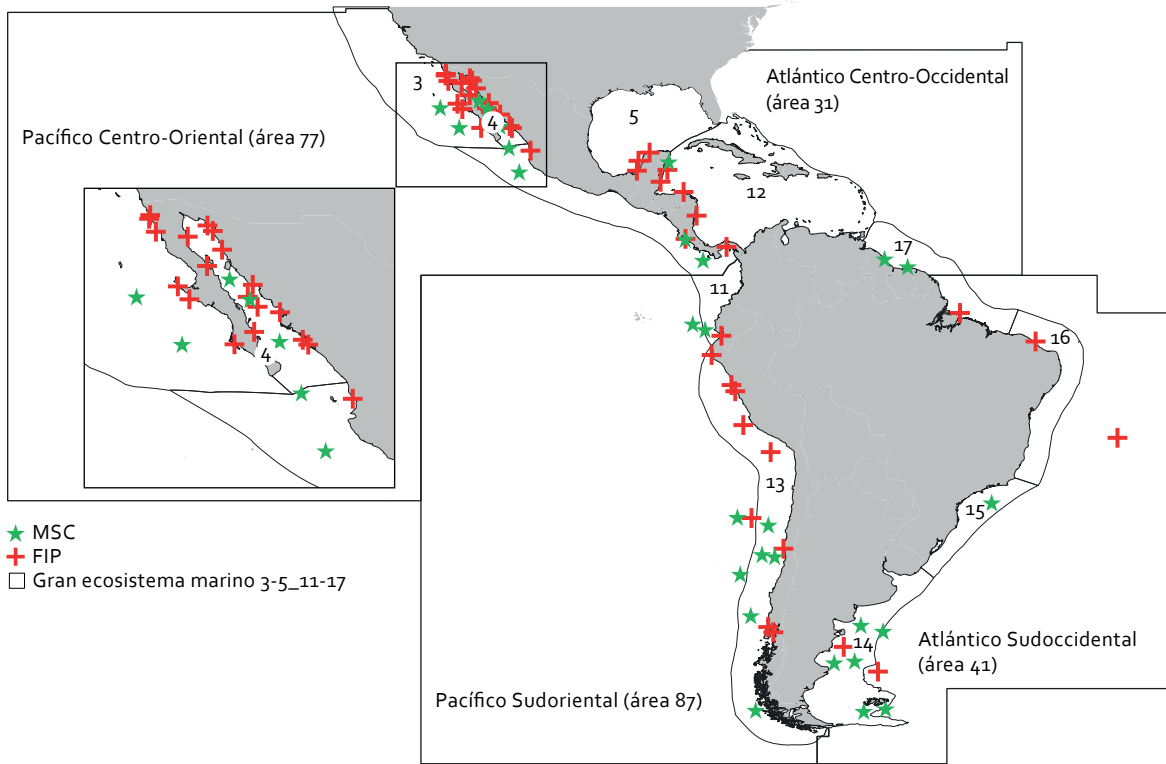 Atlántico Centro-Occidental
(área 31)
3
5
4
Pacífico Centro-Oriental (área 77)
12
17
11
16
4
13
15
MSC
FIP
Gran ecosistema marino 3-5_11-17
14
Atlántico Sudoccidental
(área 41)
Pacífico Sudoriental (área 87)